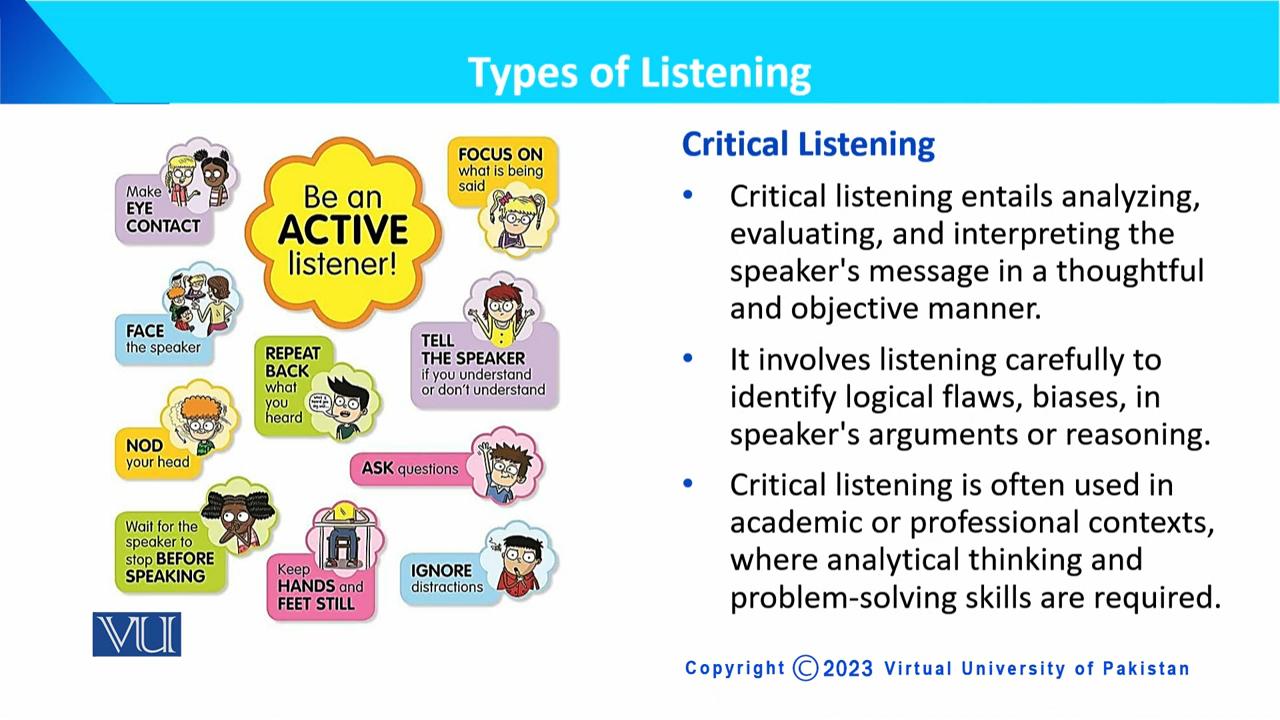 Types of Listening
Make
EYE
CONTACT
Be an
ACTIVE
listener!
FOCUS ON
what is being
said
FACE
the speaker
REPEAT
BACK
what
you
heard
TELL
THE SPEAKER
if you understand
or don't understand
NOD
your head
ASK questions
Wait for the
speaker to
stop BEFORE
SPEAKING
Keep
HANDS and
FEET STILL
IGNORE
distractions
VU
Critical Listening
• Critical listening entails analyzing,
evaluating, and interpreting the
speaker's message in a thoughtful
and objective manner.
• It involves listening carefully to
identify logical flaws, biases, in
speaker's arguments or reasoning.
• Critical listening is often used in
academic or professional contexts,
where analytical thinking and
problem-solving skills are required.
Copyright © 2023 Virtual University of Pakistan